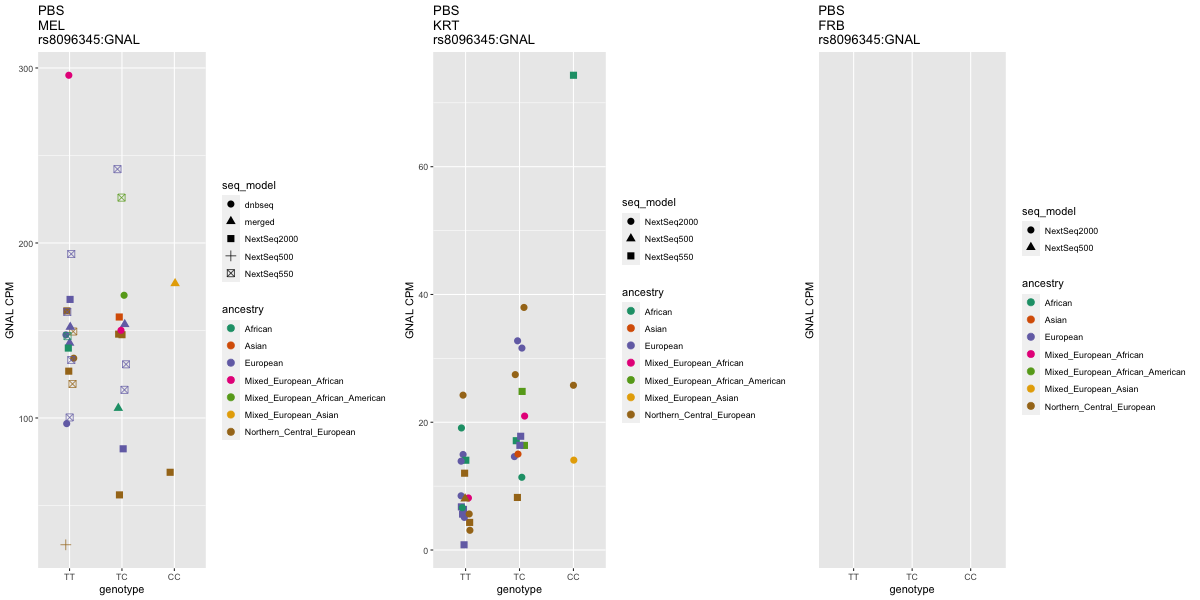 PBS
MEL
rs8096345:GNAL
300
200
100
GNAL CPM
TT
TC
CC
genotype
seq_model
dnbseq
merged
NextSeq2000
NextSeq500
NextSeq550
ancestry
African
Asian
European
Mixed_European_African
Mixed_European_African_American
Mixed_European_Asian
Northern_Central_European
PBS
KRT
rs8096345:GNAL
60
40
20
0
GNAL CPM
TT
TC
CC
genotype
seq_model
NextSeq2000
NextSeq500
NextSeq550
ancestry
African
Asian
European
Mixed_European_African
Mixed_European_African_American
Mixed_European_Asian
Northern_Central_European
PBS
FRB
rs8096345:GNAL
GNAL CPM
TT
TC
CC
genotype
seq_model
NextSeq2000
NextSeq500
ancestry
African
Asian
European
Mixed_European_African
Mixed_European_African_American
Mixed_European_Asian
Northern_Central_European